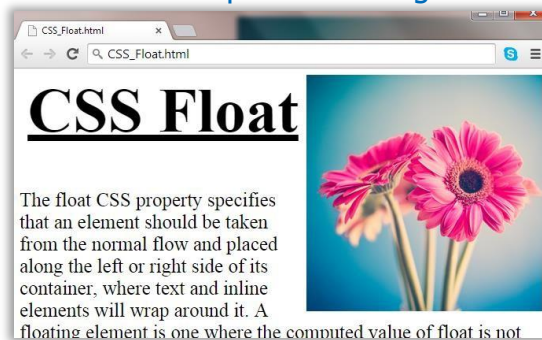 CSS_Float.html
CSS_Float.html
CSS Float
The float CSS property specifies
that an element should be taken
from the normal flow and placed
along the left or right side of its
container, where text and inline
elements will wrap around it. A
floating element is one where the computed value of float is not